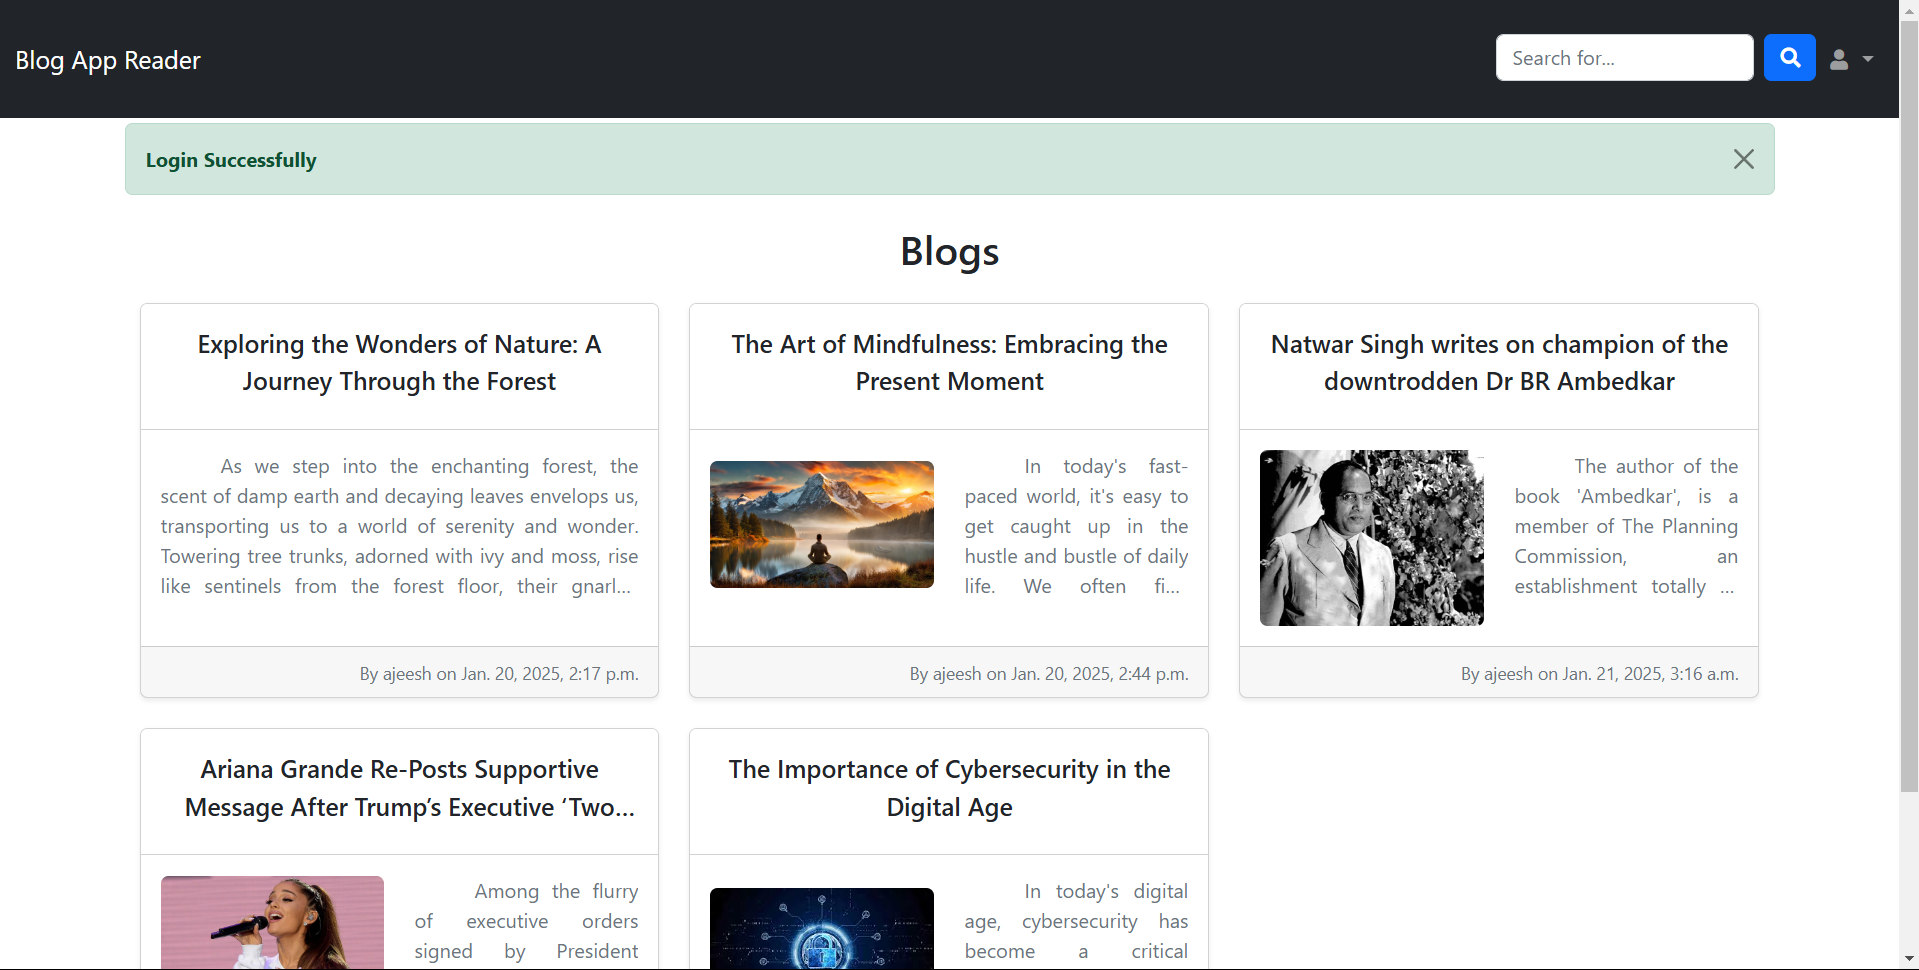 Blog App Reader
Search for...
Login Successfully
Blogs
Exploring the Wonders of Nature: A
Journey Through the Forest
As we step into the enchanting forest, the
scent of damp earth and decaying leaves envelops us,
transporting us to a world of serenity and wonder.
Towering tree trunks, adorned with ivy and moss, rise
like sentinels from the forest floor, their gnarl...
By ajeesh on Jan. 20, 2025, 2:17 p.m.
The Art of Mindfulness: Embracing the
Present Moment
In today's fast-
paced world, it's easy to
get caught up in the
hustle and bustle of daily
life. We often fi...
By ajeesh on Jan. 20, 2025, 2:44 p.m.
Natwar Singh writes on champion of the
downtrodden Dr BR Ambedkar
The author of the
book 'Ambedkar', is a
member of The Planning
Commission, an
establishment totally ...
By ajeesh on Jan. 21, 2025, 3:16 a.m.
Ariana Grande Re-Posts Supportive
Message After Trump’s Executive ‘Two...
Among the flurry
of executive orders
signed by President
The Importance of Cybersecurity in the
Digital Age
In today's digital
age, cybersecurity has
become a critical